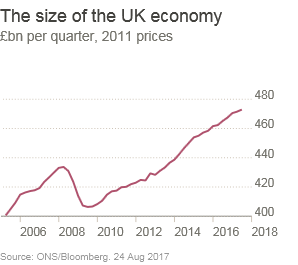 The size of the UK economy
£bn per quarter, 2011 prices
480
460
440
420
400
2006 2008 2010 2012 2014 2016 2018
Source: ONS/Bloomberg. 24 Aug 2017